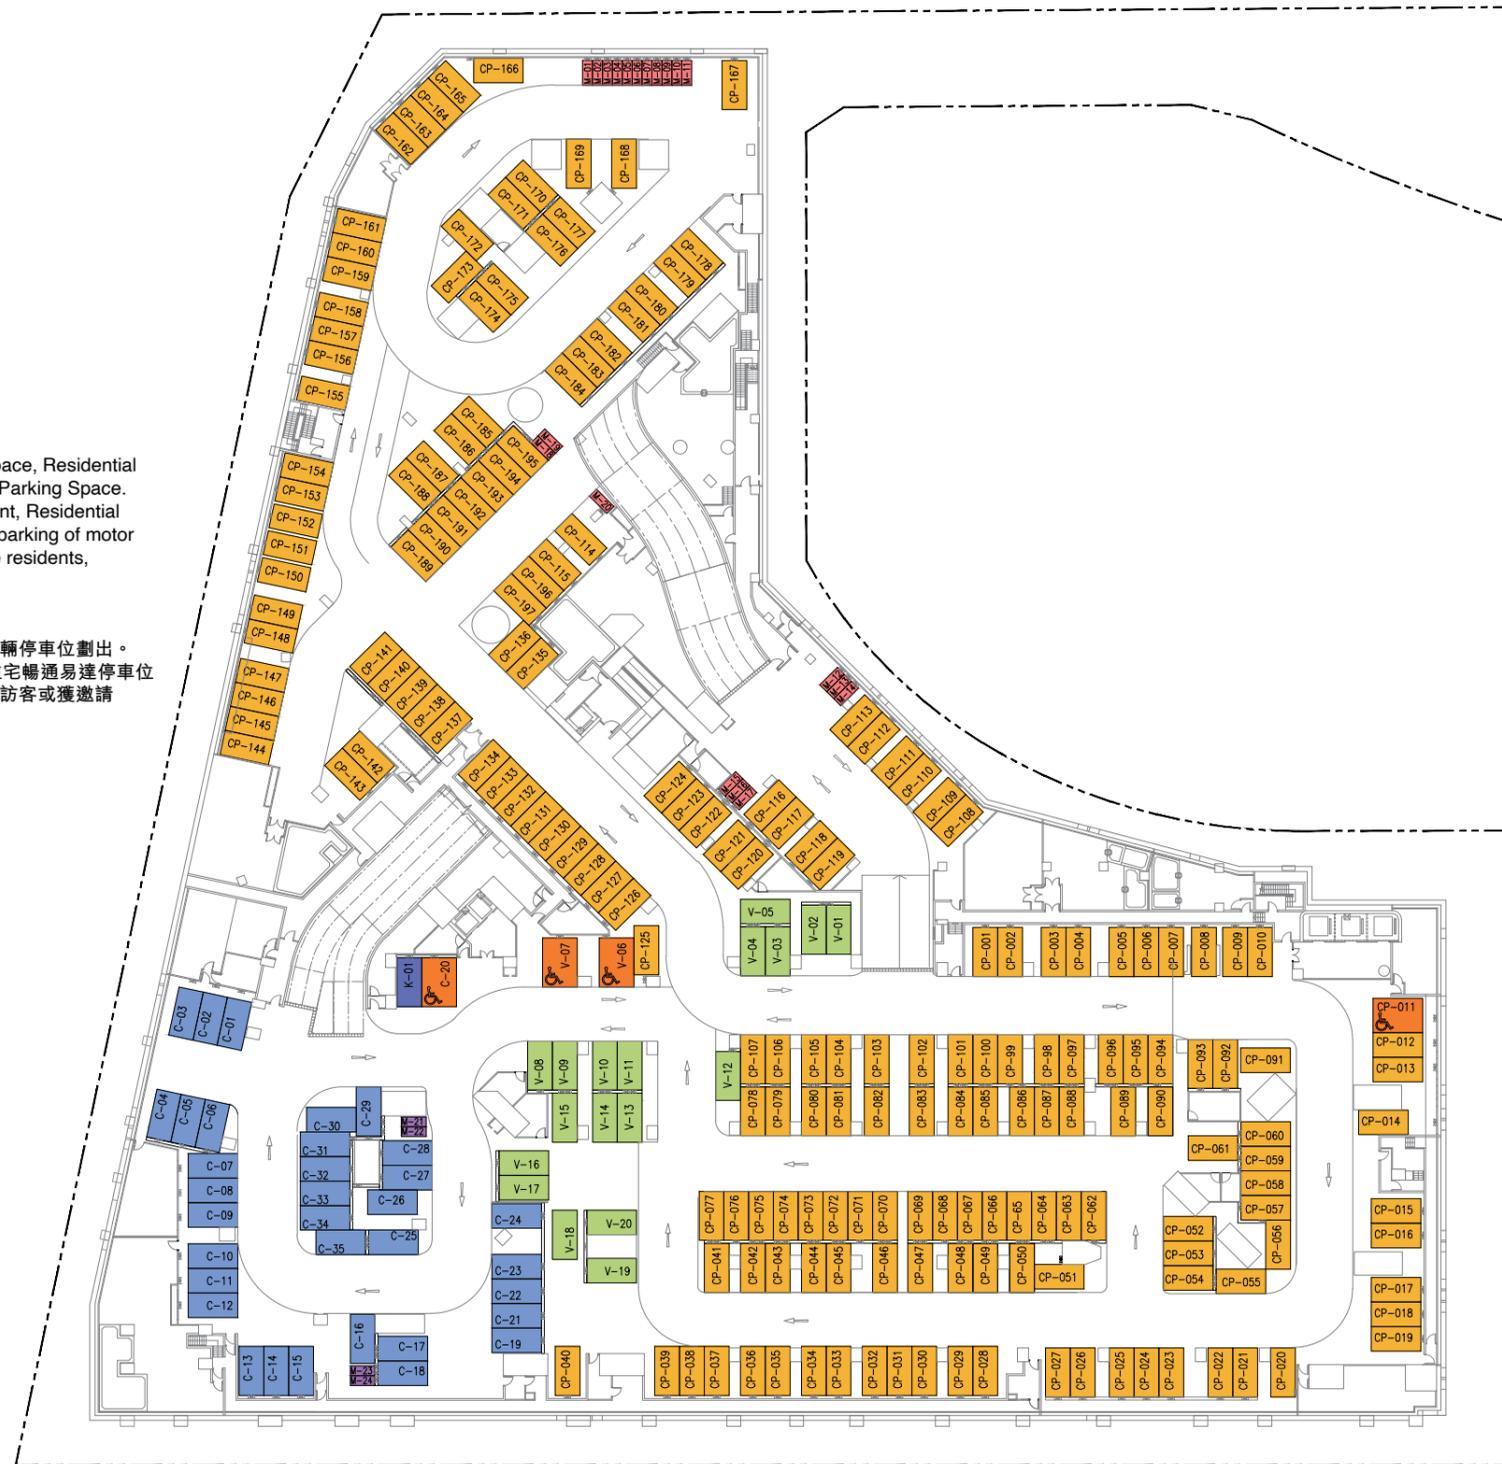 CP-166
M-01
M-02
M-03
M-04
M-05
M-06
M-07
M-08
M-09
M-10
M-11
CP-167
CP-165
CP-164
CP-163
CP-162
CP-169
CP-168
CP-170
CP-171
CP-177
CP-176
CP-172
CP-173
CP-175
CP-174
CP-161
CP-160
CP-159
CP-158
CP-157
CP-156
CP-155
CP-178
CP-179
CP-180
CP-181
CP-182
CP-183
CP-184
CP-185
CP-186
CP-187
CP-188
CP-195
CP-194
CP-193
CP-192
CP-191
CP-190
CP-189
M-19
M-20
ace, Residential
Parking Space.
nt, Residential
parking of motor
residents,
輛停車位劃出。
宅暢通易達停車位
訪客或獲邀請
CP-154
CP-153
CP-152
CP-151
CP-150
CP-149
CP-148
CP-147
CP-146
CP-145
CP-144
CP-114
CP-115
CP-196
CP-197
CP-136
CP-135
CP-141
CP-140
CP-139
CP-138
CP-137
CP-142
CP-143
CP-134
CP-133
CP-132
CP-131
CP-130
CP-129
CP-128
CP-127
CP-126
CP-125
CP-113
CP-112
CP-111
CP-110
CP-109
CP-108
CP-124
CP-123
CP-122
CP-121
CP-120
M-15
M-16
M-17
CP-116
CP-117
CP-118
CP-119
V-05
V-04
V-03
V-02
V-01
K-01
C-20
V-07
V-06
CP-001
CP-002
CP-003
CP-004
CP-005
CP-006
CP-007
CP-008
CP-009
CP-010
CP-011
CP-012
CP-013
CP-014
CP-015
CP-016
CP-017
CP-018
CP-019
C-03
C-02
C-01
C-04
C-05
C-06
C-07
C-08
C-09
C-10
C-11
C-12
C-13
C-14
C-15
C-16
C-17
C-18
M-23
M-24
C-29
C-30
C-31
C-32
C-33
C-34
C-35
M-21
M-22
C-28
C-27
C-26
C-25
V-08
V-09
V-10
V-11
V-15
V-14
V-13
V-12
V-16
V-17
V-18
V-20
V-19
C-24
C-23
C-22
C-21
C-19
CP-107
CP-106
CP-105
CP-104
CP-103
CP-102
CP-101
CP-100
CP-99
CP-98
CP-097
CP-096
CP-095
CP-094
CP-093
CP-092
CP-091
CP-078
CP-079
CP-080
CP-081
CP-082
CP-083
CP-084
CP-085
CP-086
CP-087
CP-088
CP-089
CP-090
CP-061
CP-060
CP-059
CP-058
CP-057
CP-056
CP-052
CP-053
CP-054
CP-055
CP-077
CP-076
CP-075
CP-074
CP-073
CP-072
CP-071
CP-070
CP-069
CP-068
CP-067
CP-066
CP-65
CP-064
CP-063
CP-062
CP-041
CP-042
CP-043
CP-044
CP-045
CP-046
CP-047
CP-048
CP-049
CP-050
CP-051
CP-040
CP-039
CP-038
CP-037
CP-036
CP-035
CP-034
CP-033
CP-032
CP-031
CP-030
CP-029
CP-028
CP-027
CP-026
CP-025
CP-024
CP-023
CP-022
CP-021
CP-020